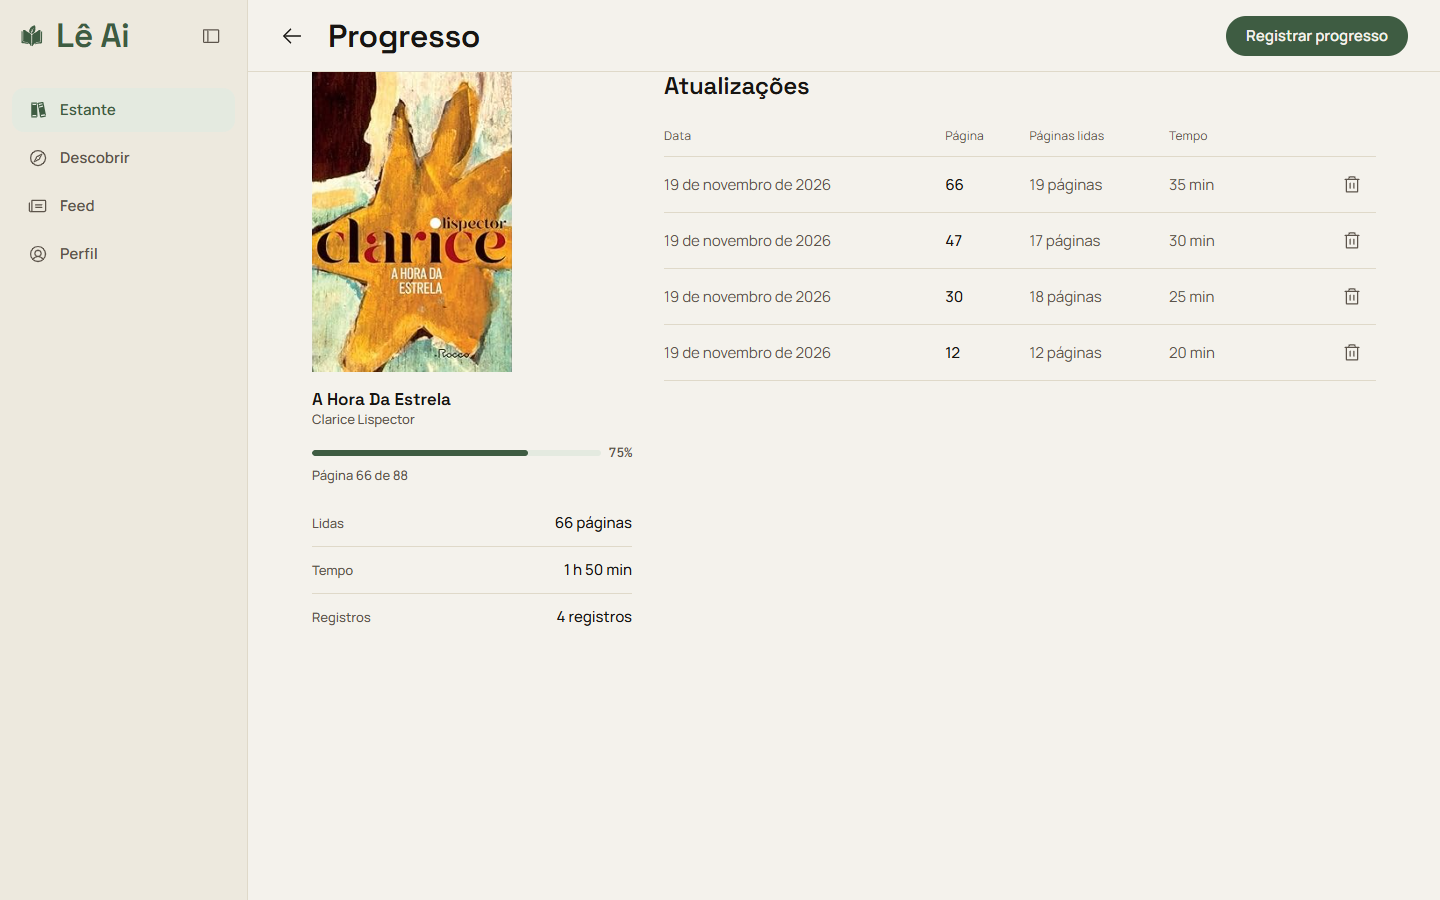 Lê Ai
Estante
Descobrir
Feed
Perfil
Progresso
Registrar progresso
lispector
clarice
A HORA DA
ESTRELA
Rocco
A Hora Da Estrela
Clarice Lispector
75%
Página 66 de 88
Lidas 66 páginas
Tempo 1 h 50 min
Registros 4 registros
Atualizações
Data Página Páginas lidas Tempo
19 de novembro de 2026 66 19 páginas 35 min
19 de novembro de 2026 47 17 páginas 30 min
19 de novembro de 2026 30 18 páginas 25 min
19 de novembro de 2026 12 12 páginas 20 min